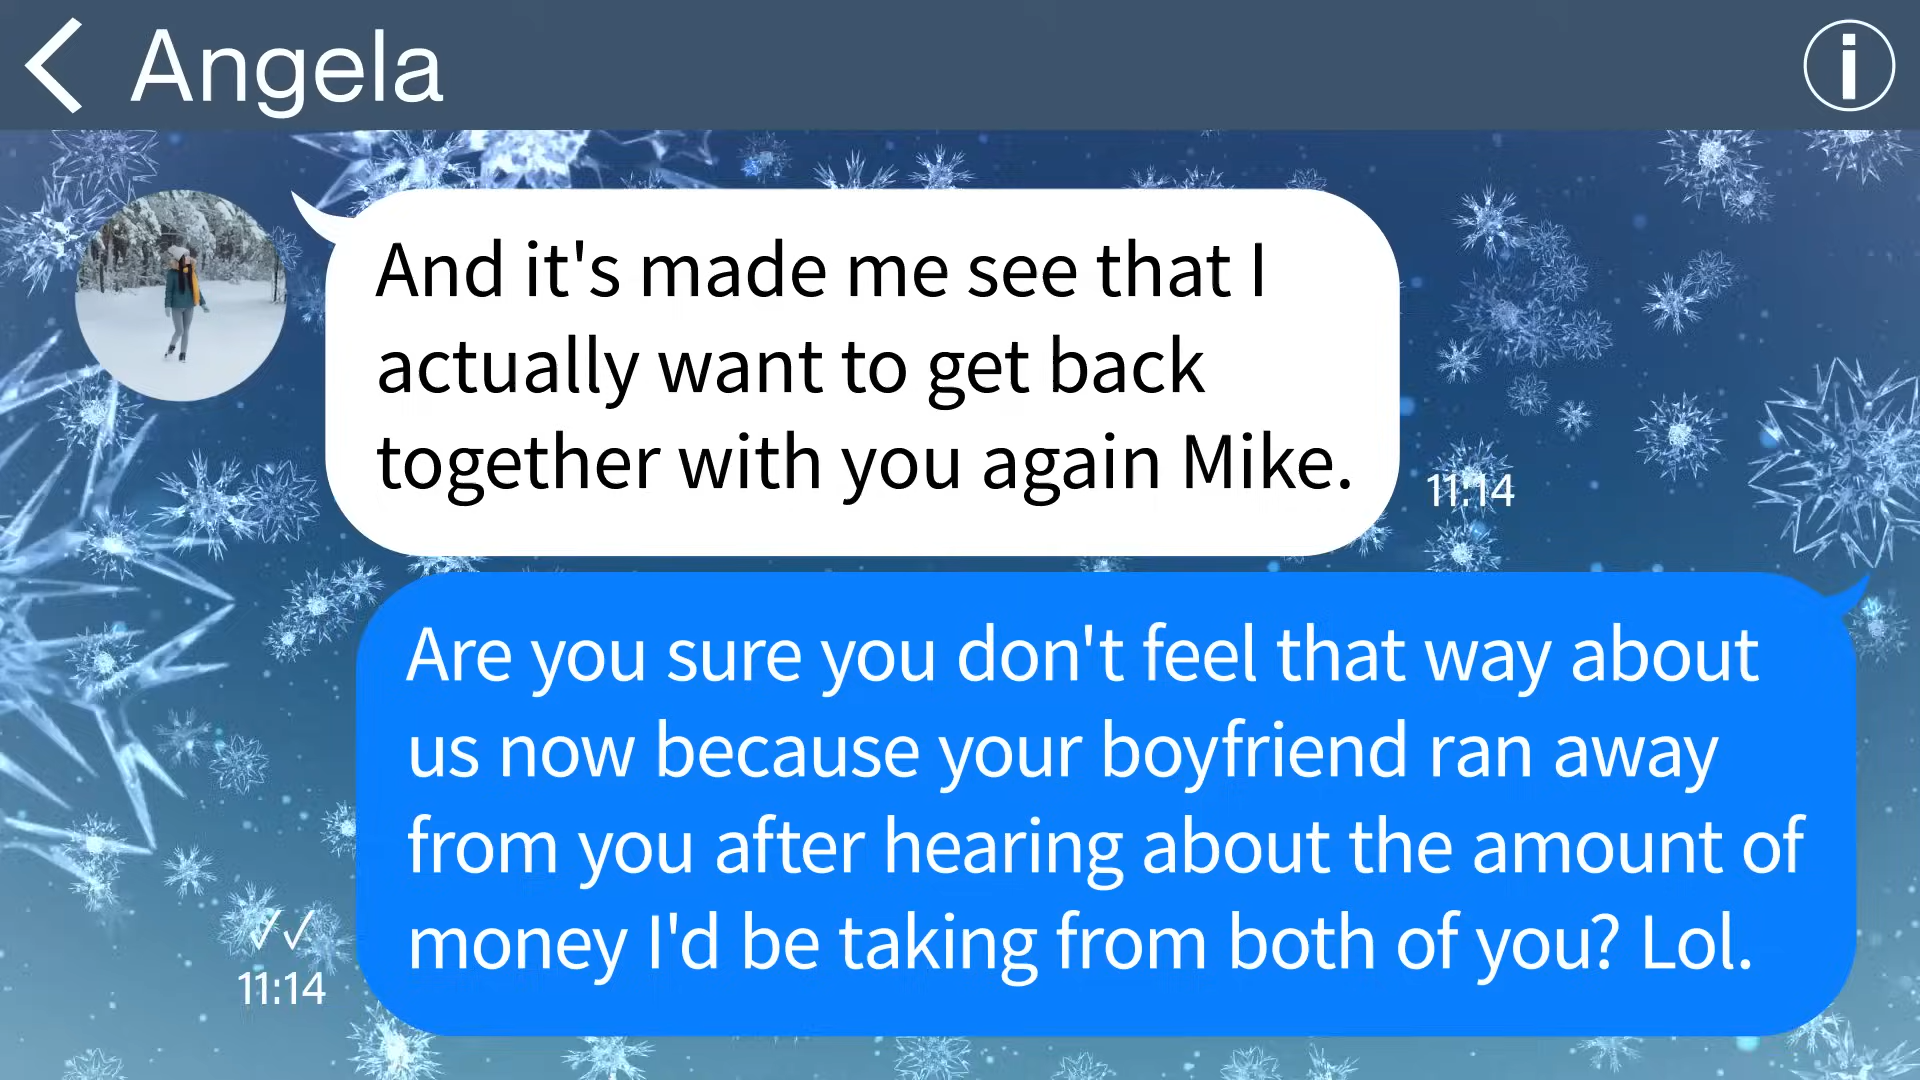 Angela
And it's made me see that I
actually want to get back
together with you again Mike.
11:14
Are you sure you don't feel that way about
us now because your boyfriend ran away
from you after hearing about the amount of
money I'd be taking from both of you? Lol.
11:14